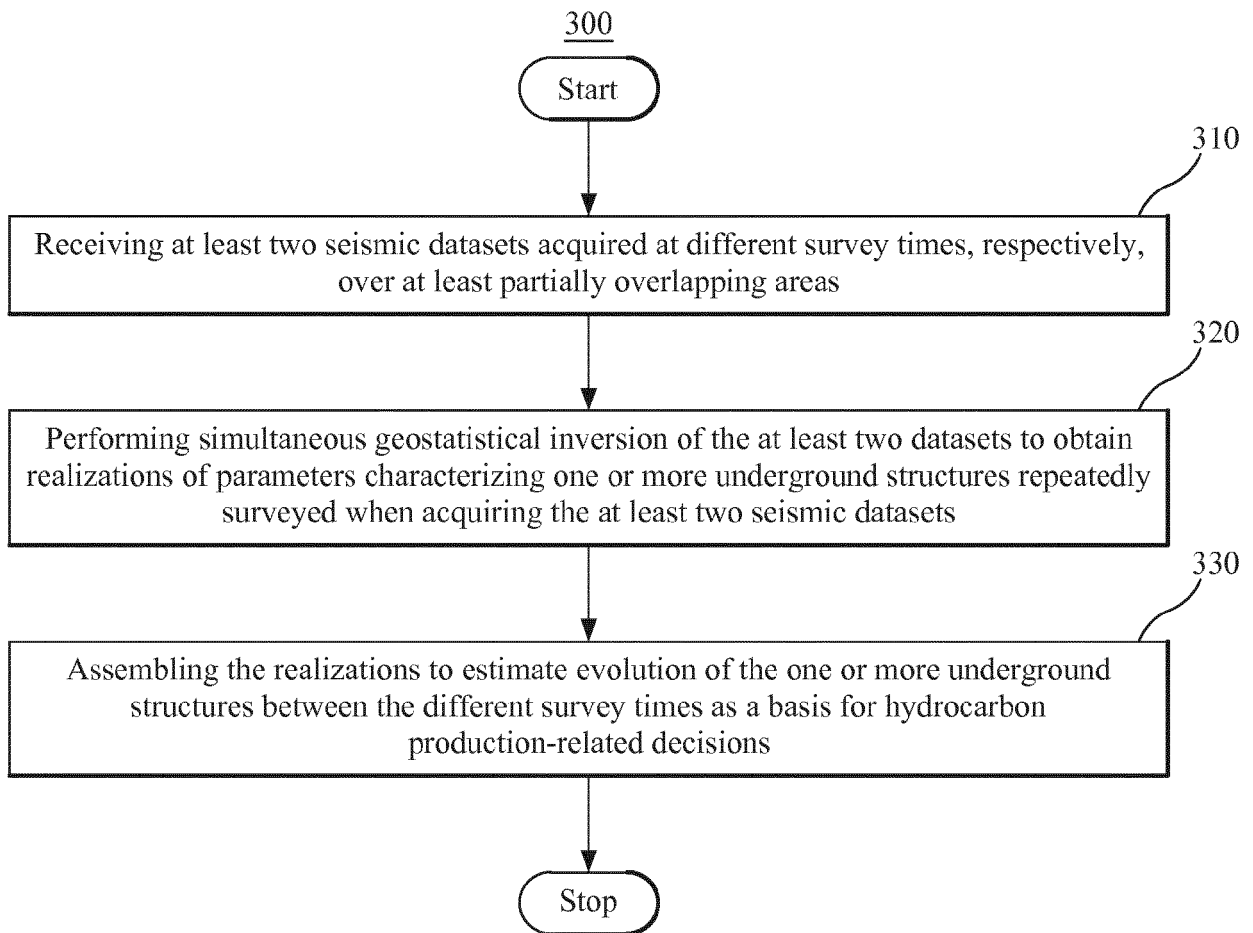 300
Start
310
Receiving at least two seismic datasets acquired at different survey times, respectively,
over at least partially overlapping areas
320
Performing simultaneous geostatistical inversion of the at least two datasets to obtain
realizations of parameters characterizing one or more underground structures repeatedly
surveyed when acquiring the at least two seismic datasets
330
Assembling the realizations to estimate evolution of the one or more underground
structures between the different survey times as a basis for hydrocarbon
production-related decisions
Stop